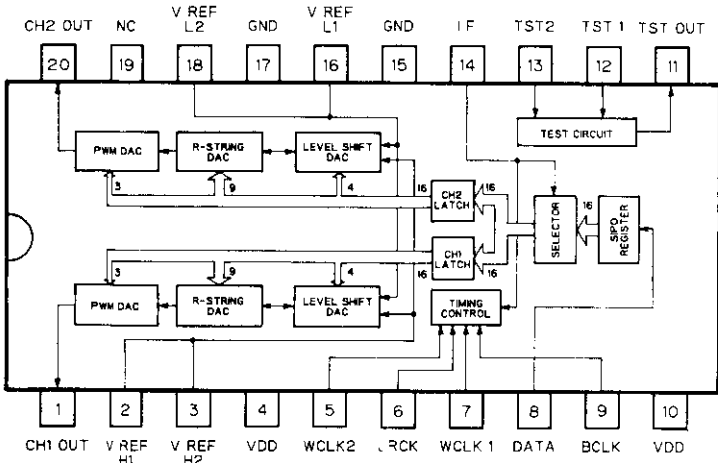 CH2 OUT NC V REF L2 GND V REF L1 GND I.F TST2 TST 1 TST OUT
20 19 18 17 16 15 14 13 12 11
TEST CIRCUIT
PWM DAC R-STRING DAC LEVEL SHIFT DAC
3 9 4 16 CH2 LATCH 16
SELECTOR 16 SIPO REGISTER
3 9 4 16 CH1 LATCH 16
PWM DAC R-STRING DAC LEVEL SHIFT DAC TIMING CONTROL
1 2 3 4 5 6 7 8 9 10
CH1 OUT V REF H1 V REF H2 VDD WCLK2 RCK WCLK 1 DATA BCLK VDD